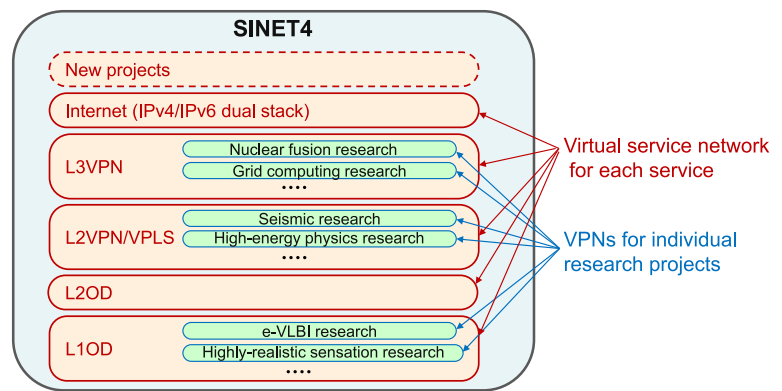 SINET4
New projects
Internet (IPv4/IPv6 dual stack)
L3VPN
Nuclear fusion research
Grid computing research
....
L2VPN/VPLS
Seismic research
High-energy physics research
....
L2OD
L1OD
e-VLBI research
Highly-realistic sensation research
....
Virtual service network
for each service
VPNs for individual
research projects